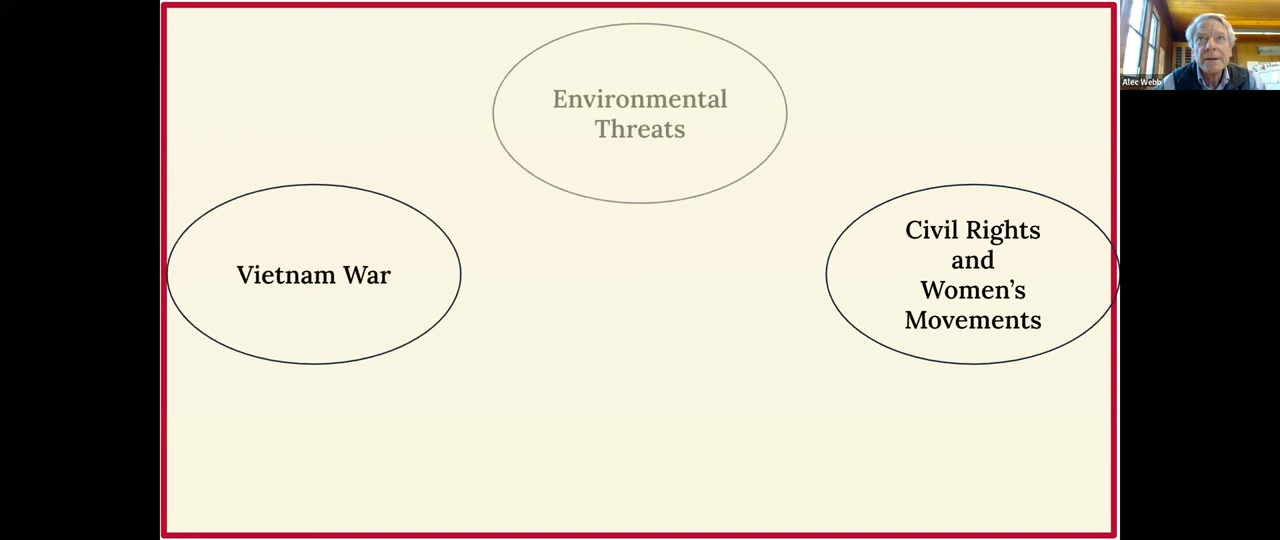 Environmental
Threats
Vietnam War
Civil Rights
and
Women’s
Movements
Alec Webb